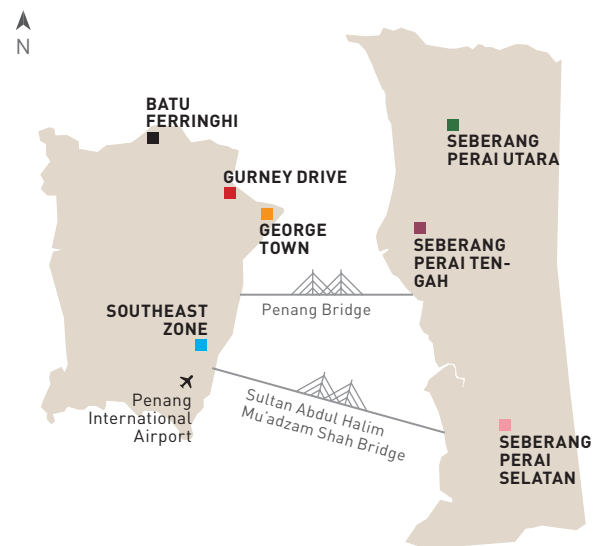 N
BATU
FERRINGHI
GURNEY DRIVE
GEORGE
TOWN
SOUTHEAST
ZONE
Penang
International
Airport
Penang Bridge
Sultan Abdul Halim
Mu'adzam Shah Bridge
SEBERANG
PERAI UTARA
SEBERANG
PERAI TEN-
GAH
SEBERANG
PERAI
SELATAN